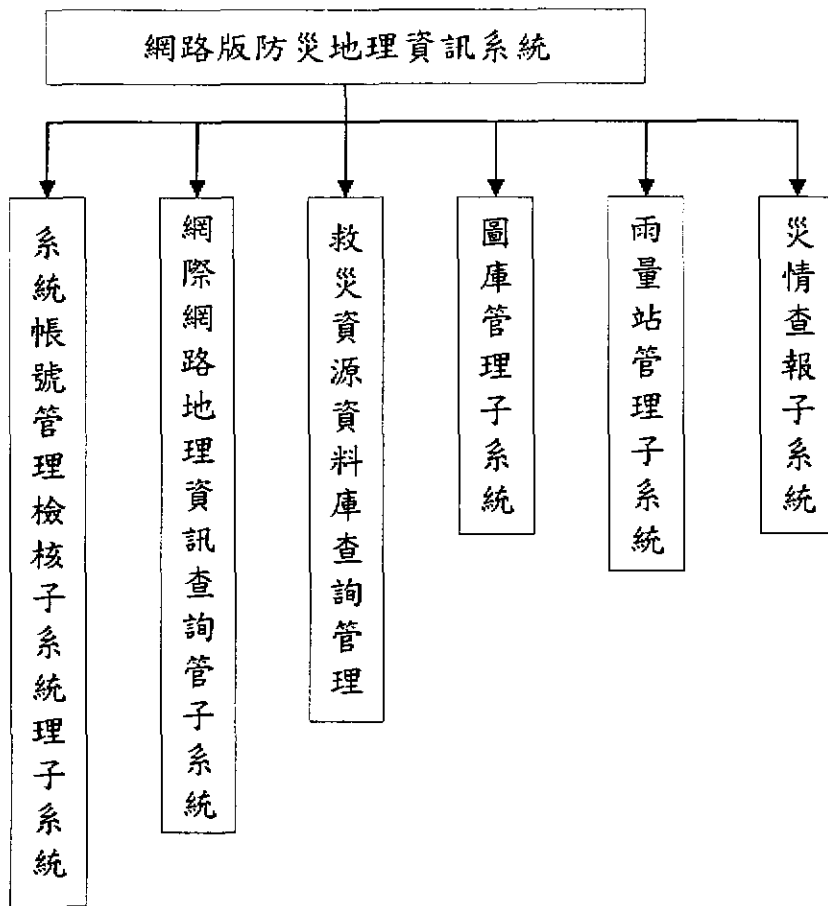 網路版防災地理資訊系統
系統帳號管理檢核子系統理子系統
網際網路地理資訊查詢管子系統
救災資源資料庫查詢管理
圖庫管理子系統
雨量站管理子系統
災情查報子系統